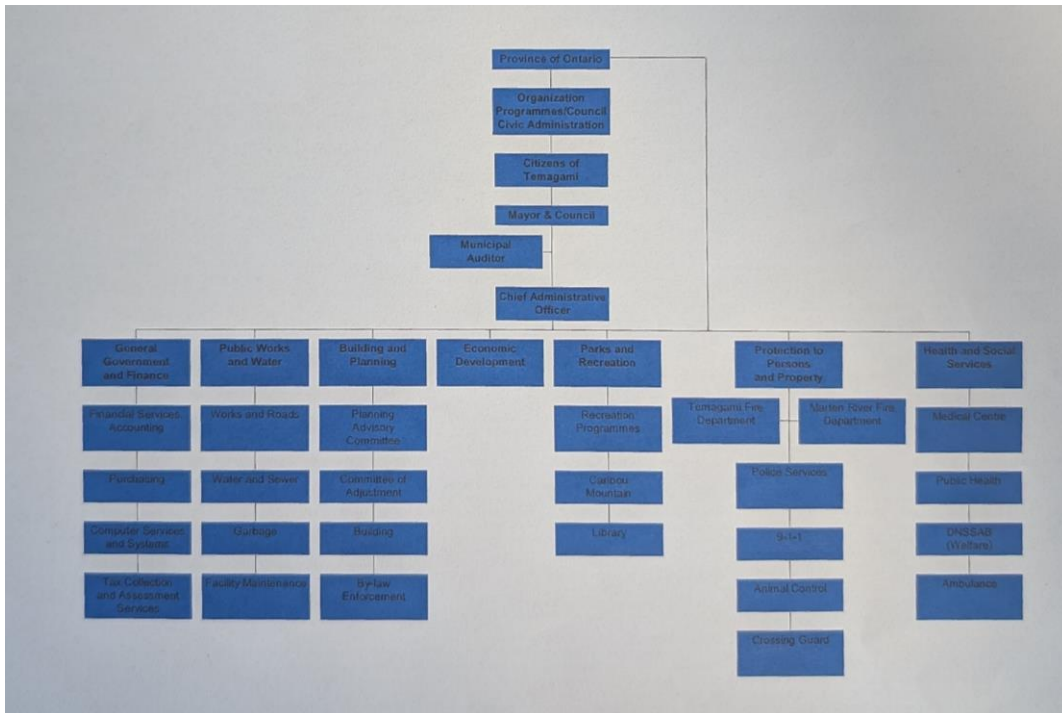 Province of Ontario
Organization
Programmes/Council
Civic Administration
Citizens of
Temagami
Mayor & Council
Municipal
Auditor
Chief Administrative
Officer
General
Government
and Finance
Financial Services
Accounting
Purchasing
Computer Services
and Systems
Tax Collection
and Assessment
Services
Public Works
and Water
Works and Roads
Water and Sewer
Garbage
Facility Maintenance
Building and
Planning
Planning
Advisory
Committee
Committee of
Adjustment
Building
By-law
Enforcement
Economic
Development
Parks and
Recreation
Recreation
Programmes
Caribou
Mountain
Library
Protection to
Persons
and Property
Temagami Fire
Department
Marten River Fire
Department
Police Services
9-1-1
Animal Control
Crossing Guard
Health and Social
Services
Medical Centre
Public Health
DNSSAB
(Welfare)
Ambulance